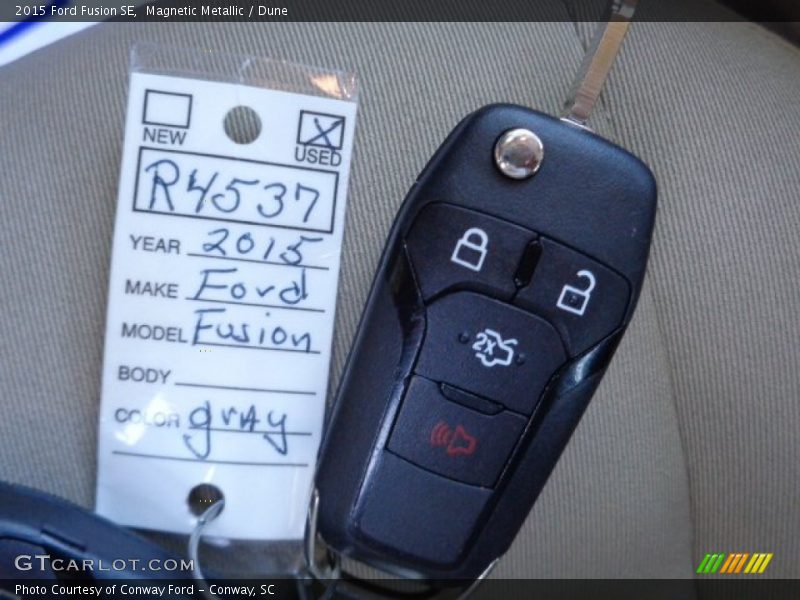 2015 Ford Fusion SE, Magnetic Metallic / Dune
NEW
X
USED
R4537
YEAR 2015
MAKE Ford
MODEL Fusion
BODY
COLOR gray
2x
GTCARLOT.COM
Photo Courtesy of Conway Ford - Conway, SC